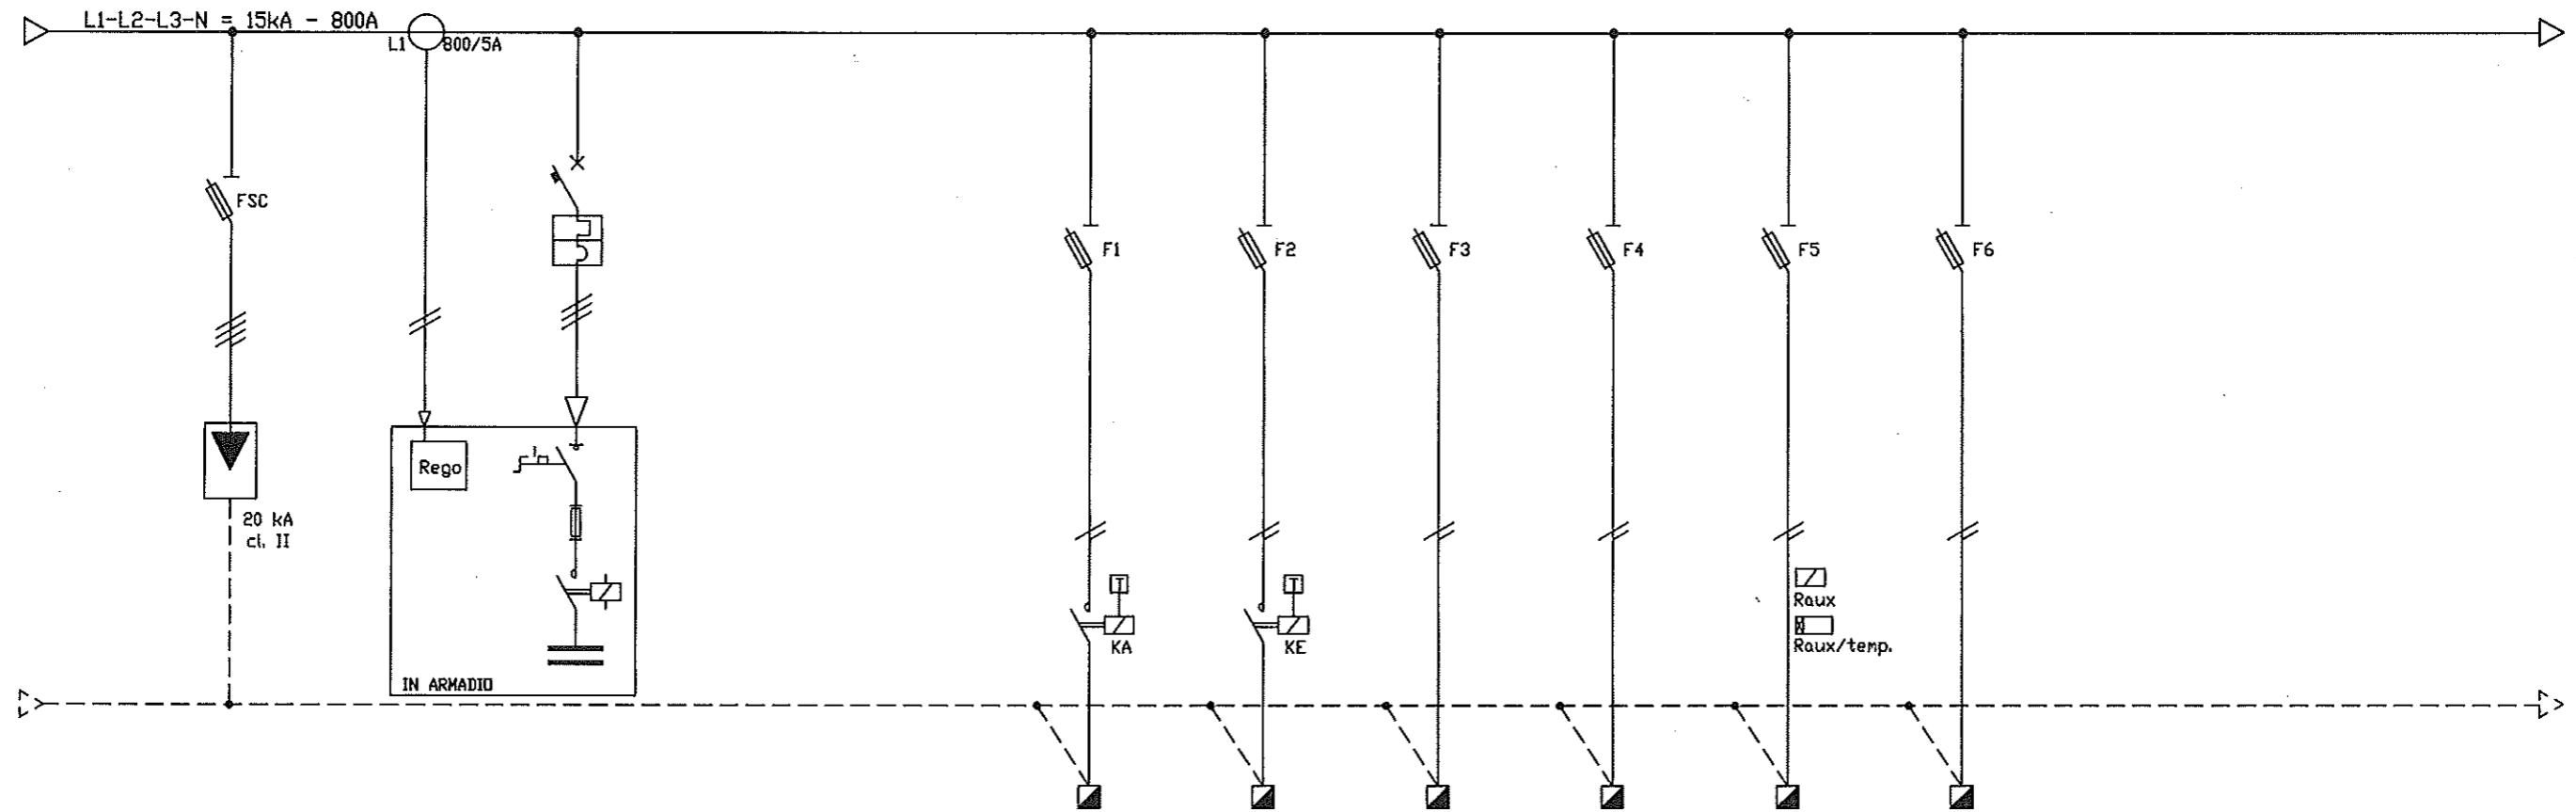 L1-L2-L3-N = 15kA - 800A
L1
800/5A
FSC
F1
F2
F3
F4
F5
F6
Rego
20 kA
cl. II
T
T
Raux
KA
KE
Raux/temp.
IN ARMADIO